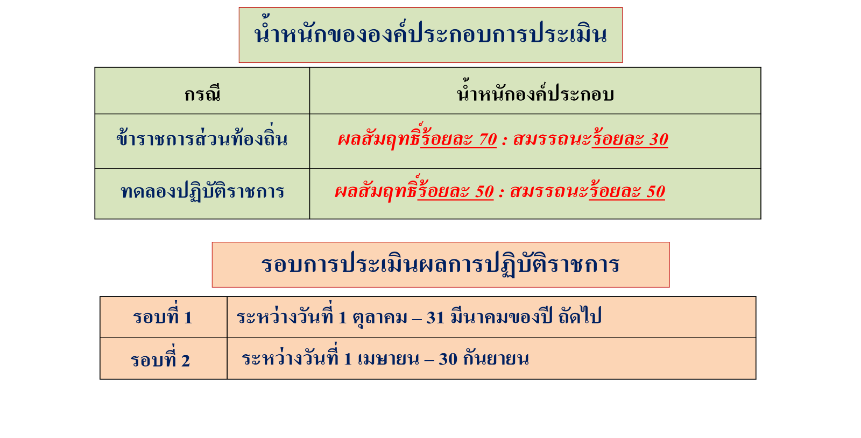 น้ำหนักขององค์ประกอบการประเมิน
กรณี น้ำหนักองค์ประกอบ
ข้าราชการส่วนท้องถิ่น ผลสัมฤทธิ์ร้อยละ 70 : สมรรถนะร้อยละ 30
ทดลองปฏิบัติราชการ ผลสัมฤทธิ์ร้อยละ 50 : สมรรถนะร้อยละ 50
รอบการประเมินผลการปฏิบัติราชการ
รอบที่ 1 ระหว่างวันที่ 1 ตุลาคม – 31 มีนาคมของปี ถัดไป
รอบที่ 2 ระหว่างวันที่ 1 เมษายน – 30 กันยายน